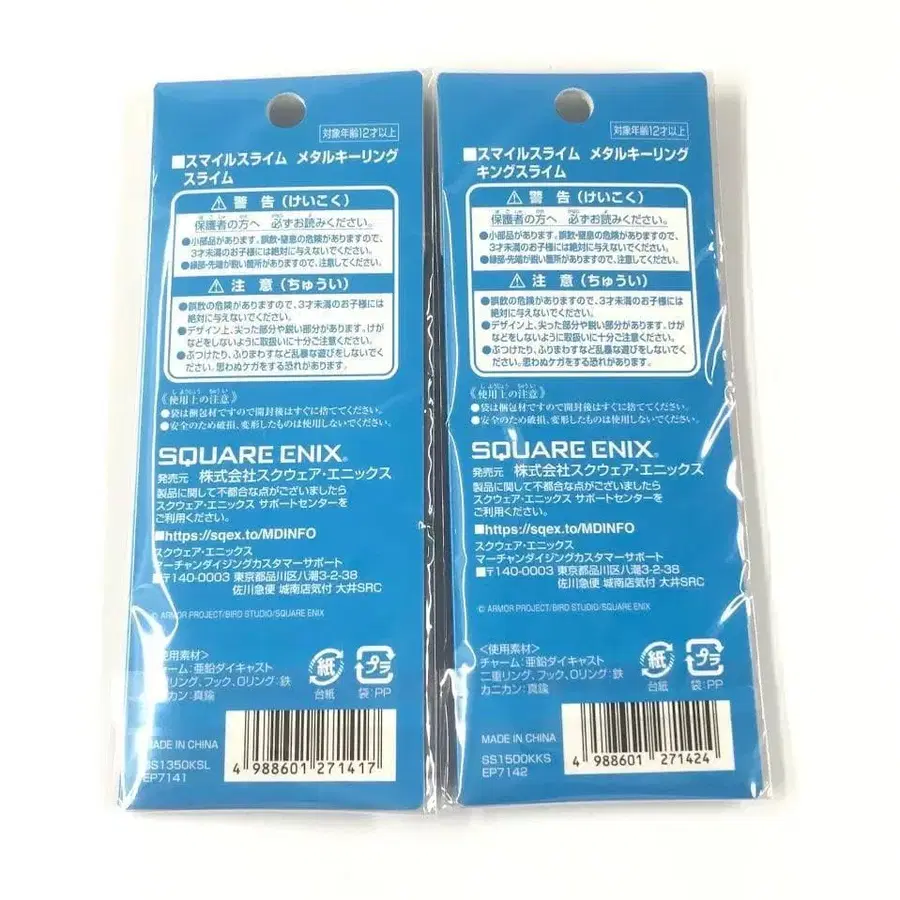 対象年齢12才以上
■スマイルスライム メタルキーリング
スライム
⚠警告(けいこく)
保護者の方へ 必ずお読みください。
●小部品があります。誤飲・窒息の危険がありますので、
3才未満のお子様には絶対に与えないでください。
●縁部・先端が鋭い箇所がありますので、注意してください。
⚠注意(ちゅうい)
●誤飲の危険がありますので、3才未満のお子様には
絶対に与えないでください。
●デザイン上、尖った部分や鋭い部分があります。けが
などをしないように取扱いに十分ご注意ください。
●ぶつけたり、ふりまわすなど乱暴な遊びをしないでく
ださい。思わぬケガをする恐れがあります。
《使用上の注意》
●袋は梱包材ですので開封後はすぐに捨ててください。
●安全のため破損、変形したものは使用しないでください。
SQUARE ENIX®
発売元 株式会社スクウェア・エニックス
製品に関して不都合な点がございましたら
スクウェア・エニックス サポートセンターを
ご利用ください。
■https://sqex.to/MDINFO
スクウェア・エニックス
マーチャンダイジングカスタマーサポート
■〒140-0003 東京都品川区八潮3-2-38
佐川急便 城南店気付 大井SRC
© ARMOR PROJECT/BIRD STUDIO/SQUARE ENIX
<使用素材>
チャーム:亜鉛ダイキャスト
リング、フック、Oリング:鉄
カニカン:真鍮
紙
台紙
プラ
袋:PP
MADE IN CHINA
SS1350KSL
EP7141
4 988601 271417
対象年齢12才以上
■スマイルスライム メタルキーリング
キングスライム
⚠警告(けいこく)
保護者の方へ 必ずお読みください。
●小部品があります。誤飲・窒息の危険がありますので、
3才未満のお子様には絶対に与えないでください。
●縁部・先端が鋭い箇所がありますので、注意してください。
⚠注意(ちゅうい)
●誤飲の危険がありますので、3才未満のお子様には
絶対に与えないでください。
●デザイン上、尖った部分や鋭い部分があります。けが
などをしないように取扱いに十分ご注意ください。
●ぶつけたり、ふりまわすなど乱暴な遊びをしないでく
ださい。思わぬケガをする恐れがあります。
《使用上の注意》
●袋は梱包材ですので開封後はすぐに捨ててください。
●安全のため破損、変形したものは使用しないでください。
SQUARE ENIX®
発売元 株式会社スクウェア・エニックス
製品に関して不都合な点がございましたら
スクウェア・エニックス サポートセンターを
ご利用ください。
■https://sqex.to/MDINFO
スクウェア・エニックス
マーチャンダイジングカスタマーサポート
■〒140-0003 東京都品川区八潮3-2-38
佐川急便 城南店気付 大井SRC
© ARMOR PROJECT/BIRD STUDIO/SQUARE ENIX
<使用素材>
チャーム:亜鉛ダイキャスト
二重リング、フック、Oリング:鉄
カニカン:真鍮
紙
台紙
プラ
袋:PP
MADE IN CHINA
SS1500KKS
EP7142
4 988601 271424